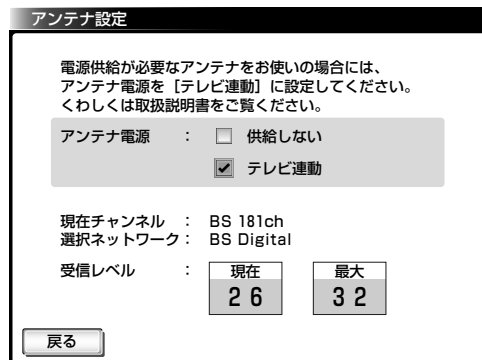 アンテナ設定
電源供給が必要なアンテナをお使いの場合には、
アンテナ電源を［テレビ連動］に設定してください。
くわしくは取扱説明書をご覧ください。
アンテナ電源 ： 供給しない
テレビ連動
現在チャンネル ： BS 181ch
選択ネットワーク： BS Digital
受信レベル ： 現在 最大
26 32
戻る